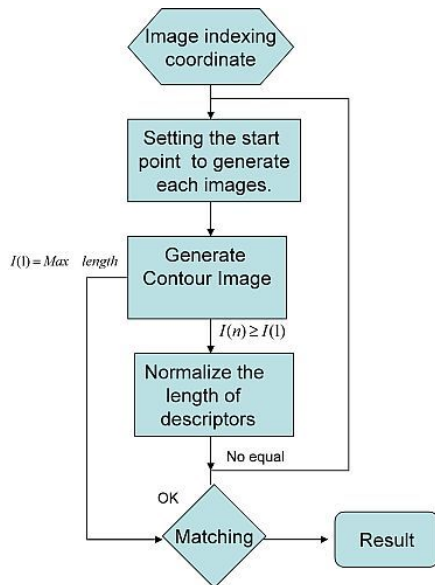 Image indexing
coordinate
Setting the start
point to generate
each images.
I(1) = Max length
Generate
Contour Image
I(n) ≥ I(1)
Normalize the
length of
descriptors
No equal
OK
Matching
Result